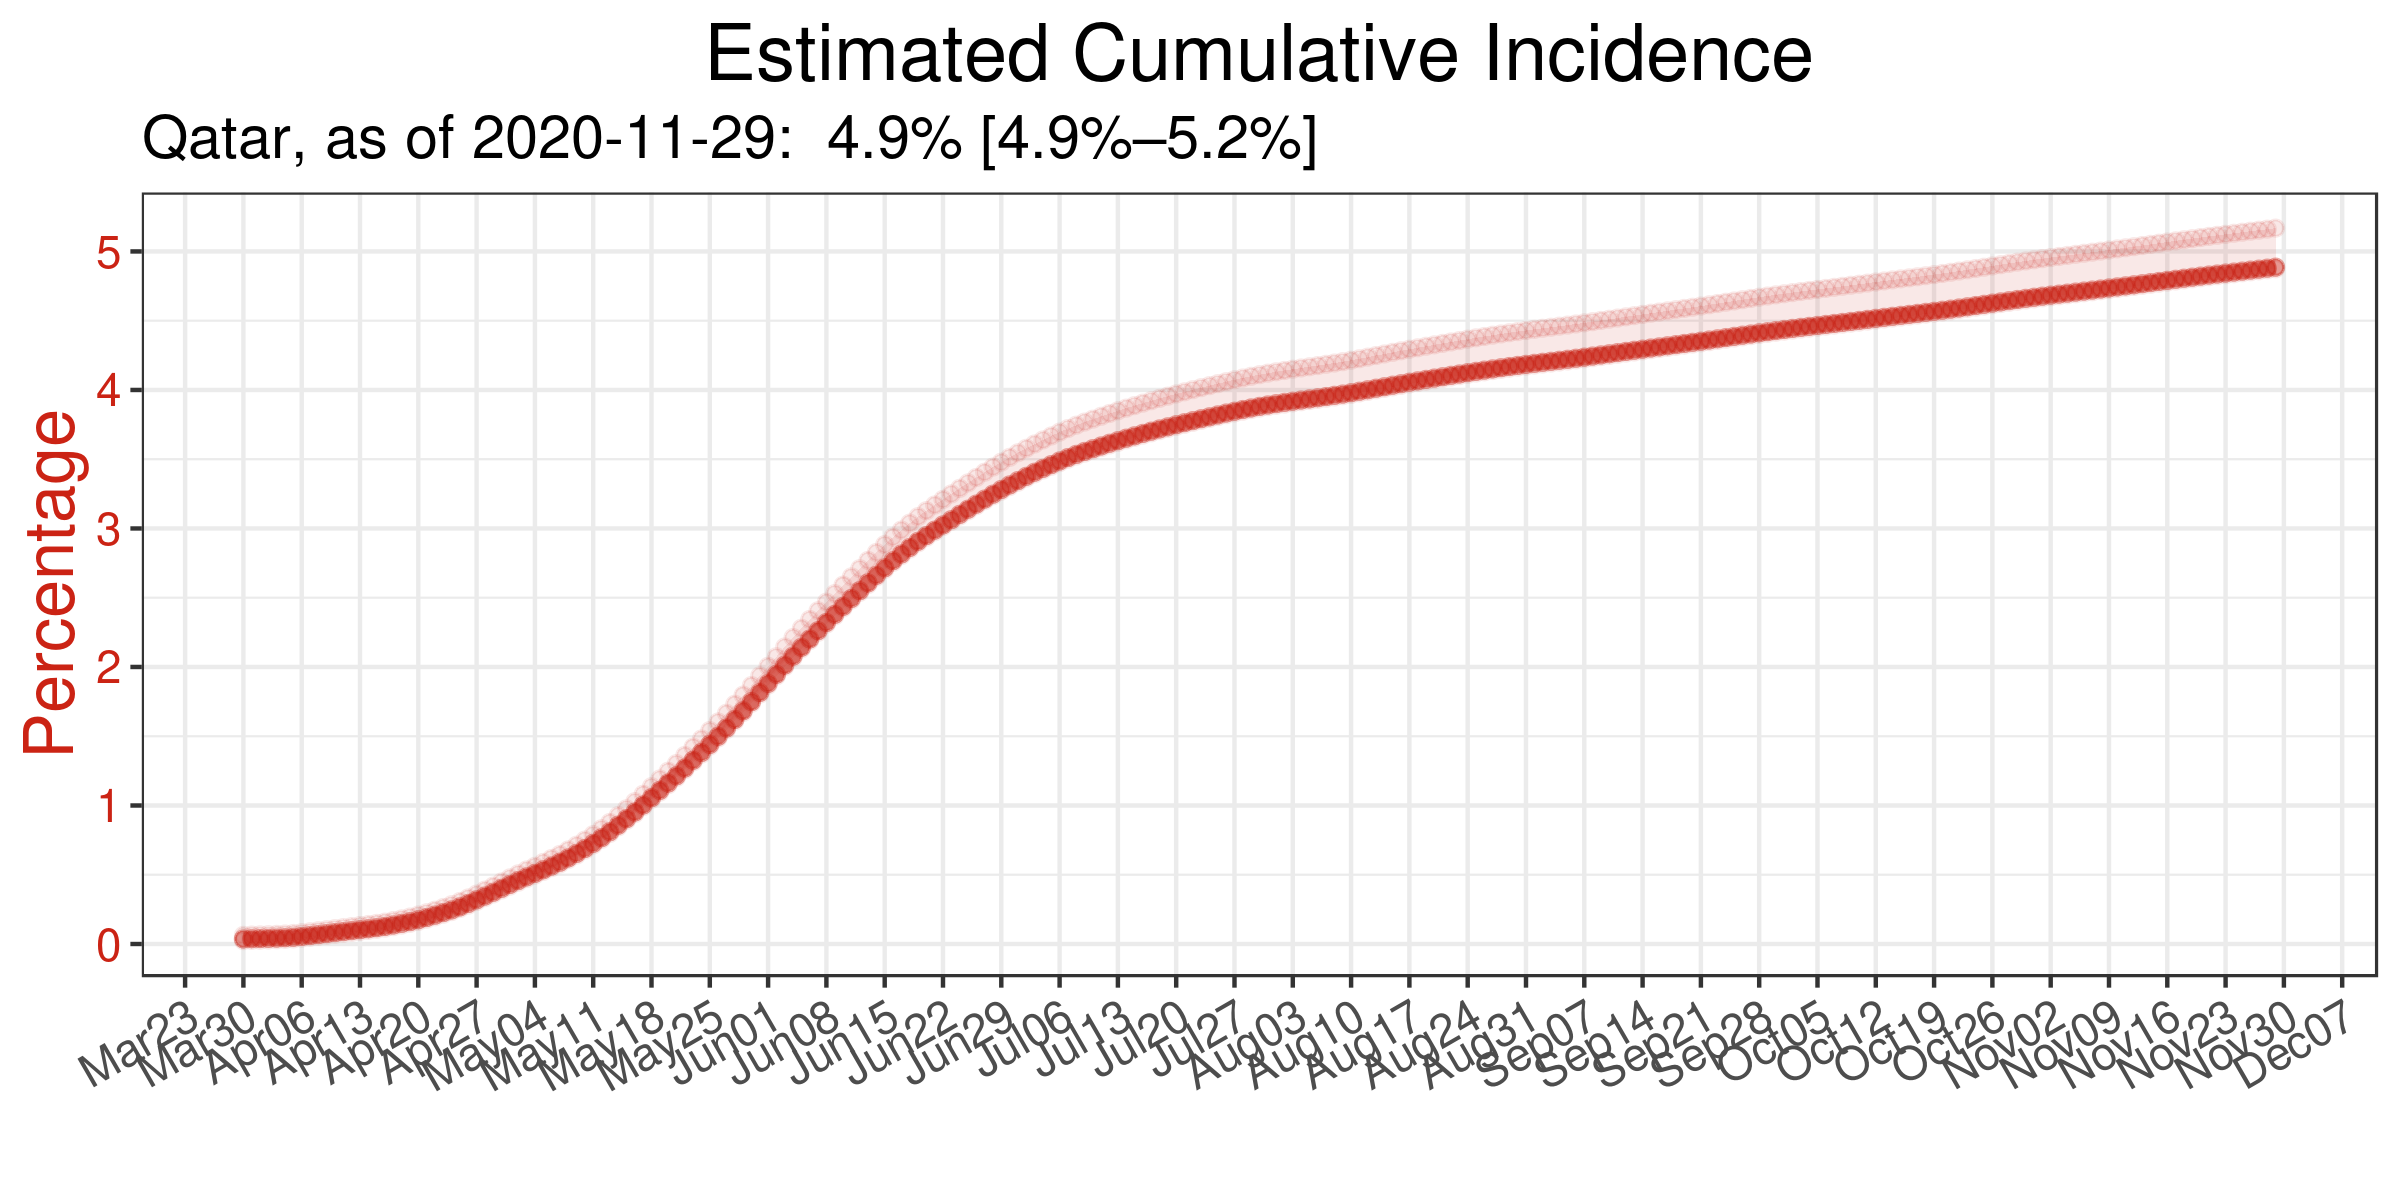 Estimated Cumulative Incidence
Qatar, as of 2020-11-29:  4.9% [4.9%–5.2%]
Percentage
5
4
3
2
1
0
Mar23
Mar30
Apr06
Apr13
Apr20
Apr27
May04
May11
May18
May25
Jun01
Jun08
Jun15
Jun22
Jun29
Jul06
Jul13
Jul20
Jul27
Aug03
Aug10
Aug17
Aug24
Aug31
Sep07
Sep14
Sep21
Sep28
Oct05
Oct12
Oct19
Oct26
Nov02
Nov09
Nov16
Nov23
Nov30
Dec07